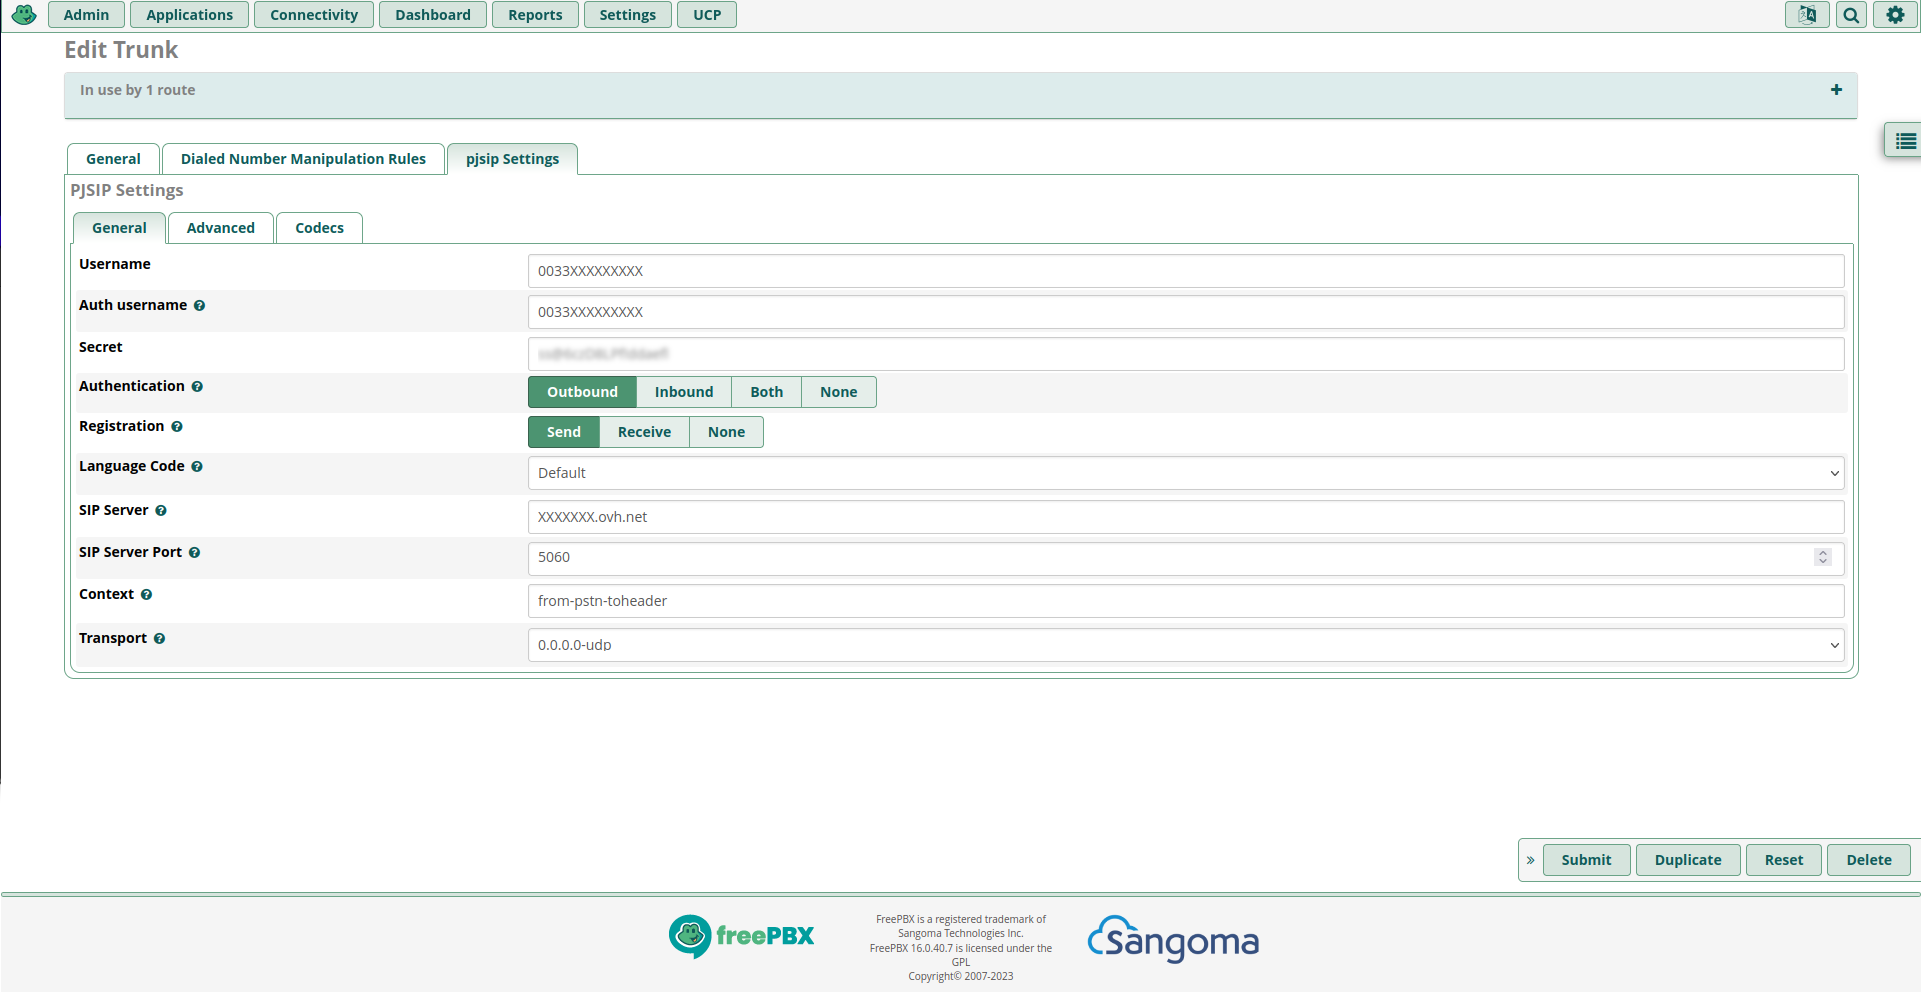 Admin Applications Connectivity Dashboard Reports Settings UCP
Edit Trunk
In use by 1 route
General Dialed Number Manipulation Rules pjsip Settings
PJSIP Settings
General Advanced Codecs
Username 0033XXXXXXXXX
Auth username 0033XXXXXXXXX
Secret
Authentication Outbound Inbound Both None
Registration Send Receive None
Language Code Default
SIP Server XXXXXXX.ovh.net
SIP Server Port 5060
Context from-pstn-toheader
Transport 0.0.0.0-udp
» Submit Duplicate Reset Delete
freePBX
FreePBX is a registered trademark of
Sangoma Technologies Inc.
FreePBX 16.0.40.7 is licensed under the
GPL
Copyright© 2007-2023
Sangoma